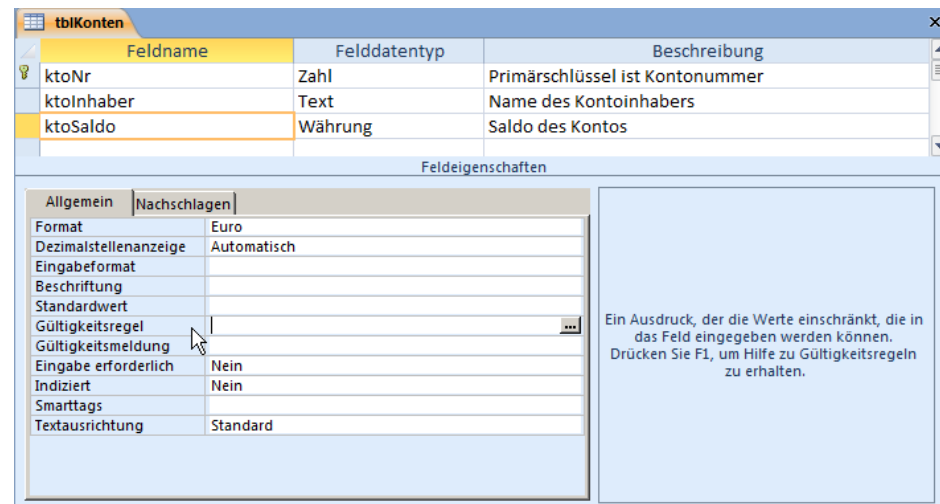 tblKonten
Feldname Felddatentyp Beschreibung
ktoNr Zahl Primärschlüssel ist Kontonummer
ktoInhaber Text Name des Kontoinhabers
ktoSaldo Währung Saldo des Kontos
Feldeigenschaften
Allgemein Nachschlagen
Format Euro
Dezimalstellenanzeige Automatisch
Eingabeformat
Beschriftung
Standardwert
Gültigkeitsregel ...
Gültigkeitsmeldung
Eingabe erforderlich Nein
Indiziert Nein
Smarttags
Textausrichtung Standard
Ein Ausdruck, der die Werte einschränkt, die in
das Feld eingegeben werden können.
Drücken Sie F1, um Hilfe zu Gültigkeitsregeln
zu erhalten.